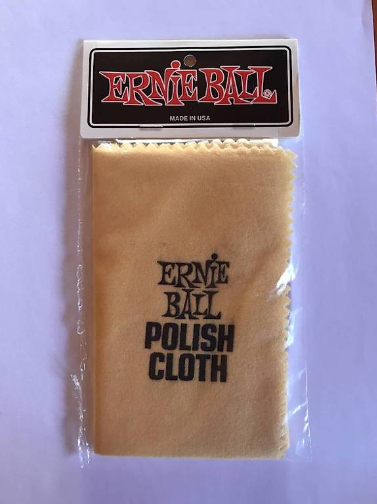 ERNIE BALL®
MADE IN USA
ERNIE
BALL
POLISH
CLOTH